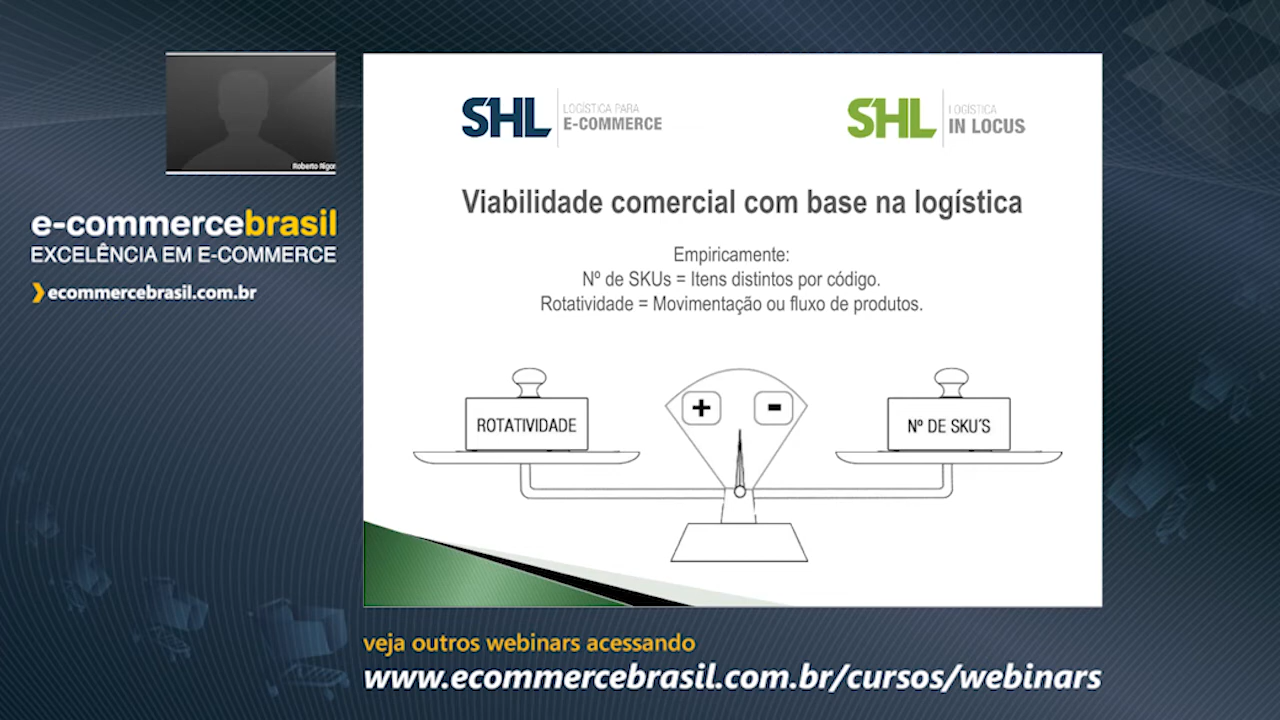 Roberto Rigor
e-commercebrasil
EXCELÊNCIA EM E-COMMERCE
ecommercebrasil.com.br
SHL LOGÍSTICA PARA
E-COMMERCE
SHL LOGÍSTICA
IN LOCUS
Viabilidade comercial com base na logística
Empiricamente:
Nº de SKUs = Itens distintos por código.
Rotatividade = Movimentação ou fluxo de produtos.
ROTATIVIDADE
+ -
Nº DE SKU´S
veja outros webinars acessando
www.ecommercebrasil.com.br/cursos/webinars